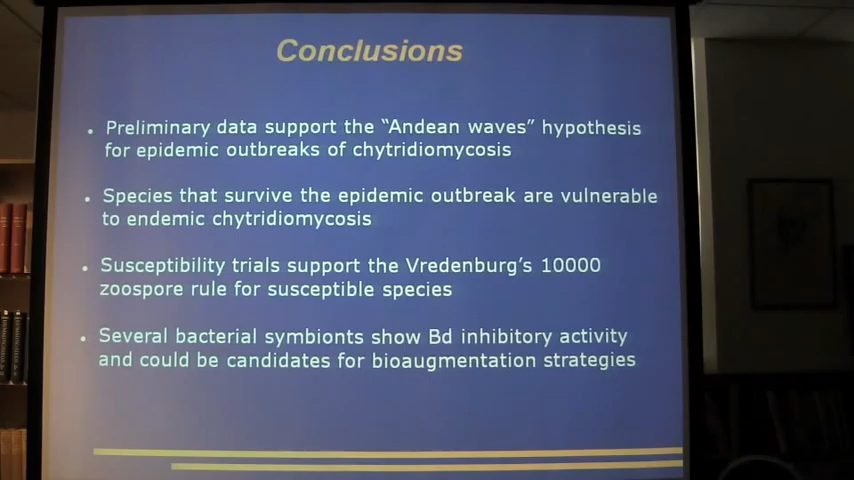 Conclusions
• Preliminary data support the “Andean waves” hypothesis
for epidemic outbreaks of chytridiomycosis
• Species that survive the epidemic outbreak are vulnerable
to endemic chytridiomycosis
• Susceptibility trials support the Vredenburg's 10000
zoospore rule for susceptible species
• Several bacterial symbionts show Bd inhibitory activity
and could be candidates for bioaugmentation strategies